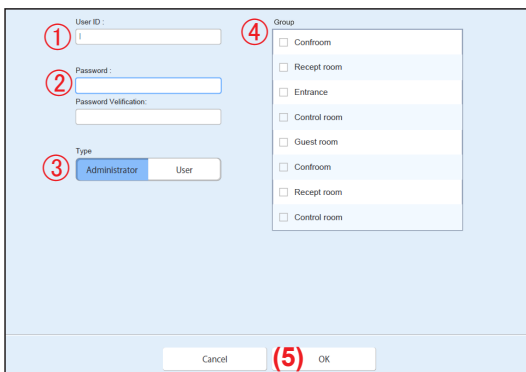 User ID :
①
Password :
②
Password Velification:
Type
③ Administrator User
Group
④
Confroom
Recept room
Entrance
Control room
Guest room
Confroom
Recept room
Control room
Cancel (5) OK